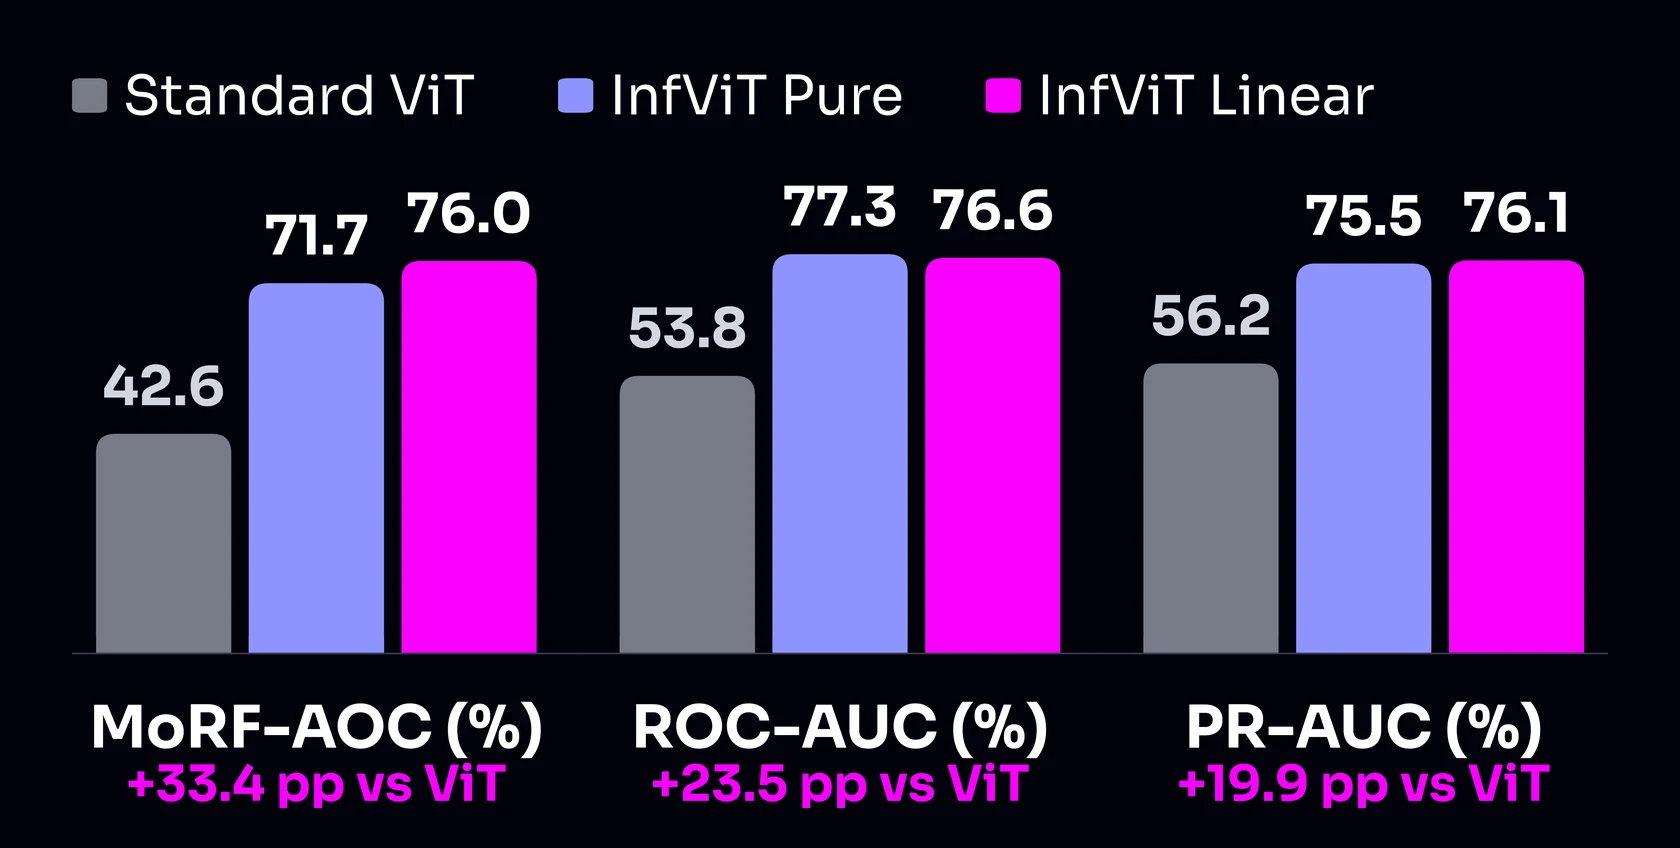 Standard ViT InfViT Pure InfViT Linear
42.6 71.7 76.0 53.8 77.3 76.6 56.2 75.5 76.1
MoRF-AOC (%) ROC-AUC (%) PR-AUC (%)
+33.4 pp vs ViT +23.5 pp vs ViT +19.9 pp vs ViT